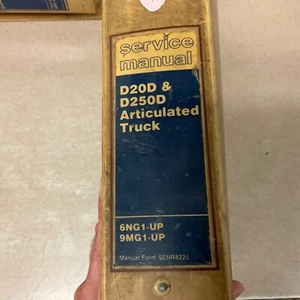 service
manual
D20D &
D250D
Articulated
Truck
6NG1-UP
9MG1-UP
Manual Form SENR8225